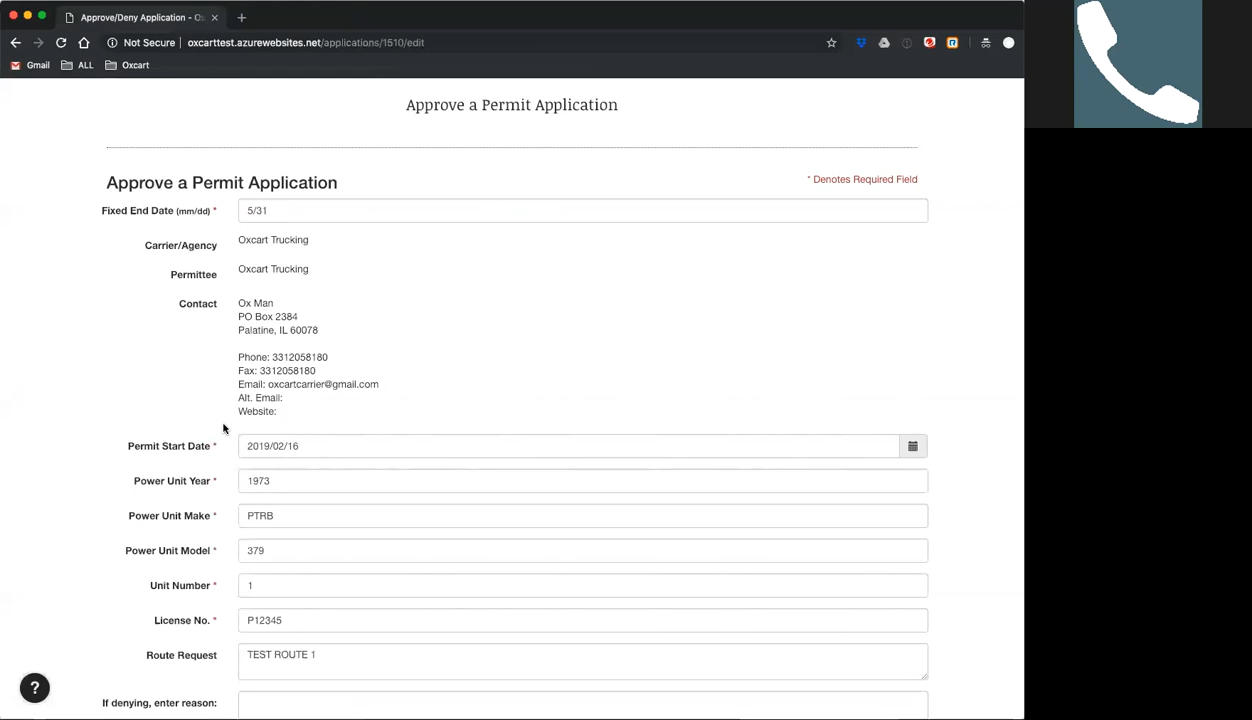 Approve/Deny Application - Ox
Not Secure | oxcarttest.azurewebsites.net/applications/1510/edit
Gmail ALL Oxcart
Approve a Permit Application
Approve a Permit Application
* Denotes Required Field
Fixed End Date (mm/dd) * 5/31
Carrier/Agency Oxcart Trucking
Permittee Oxcart Trucking
Contact Ox Man
PO Box 2384
Palatine, IL 60078
Phone: 3312058180
Fax: 3312058180
Email: oxcartcarrier@gmail.com
Alt. Email:
Website:
Permit Start Date * 2019/02/16
Power Unit Year * 1973
Power Unit Make * PTRB
Power Unit Model * 379
Unit Number * 1
License No. * P12345
Route Request TEST ROUTE 1
?
If denying, enter reason: